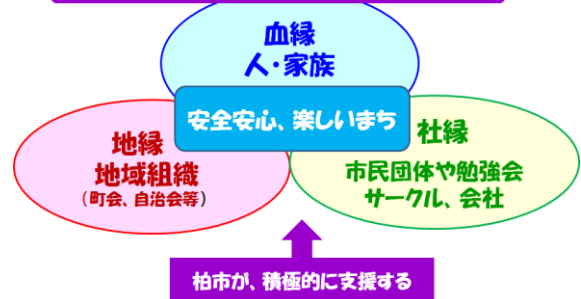 血縁
人・家族
安全安心、楽しいまち
地縁
地域組織
（町会、自治会等）
社縁
市民団体や勉強会
サークル、会社
柏市が、積極的に支援する